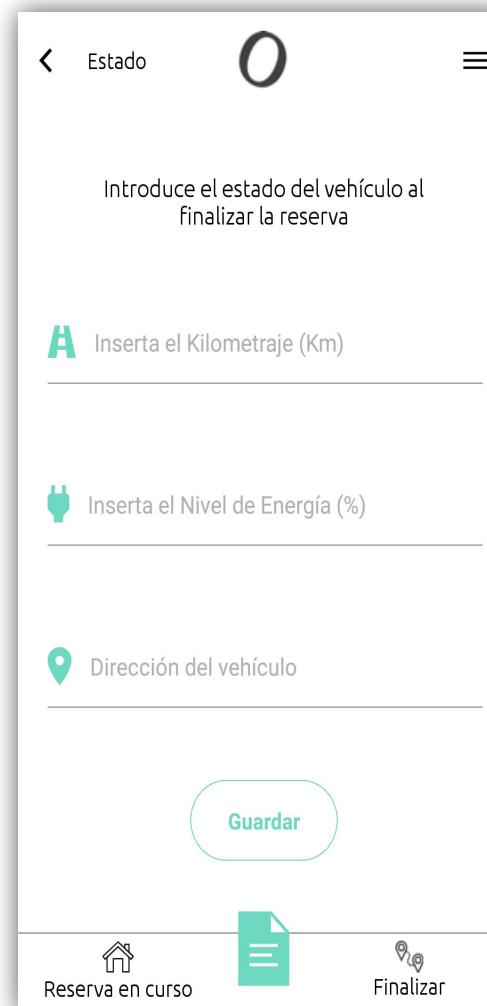 Estado
O
Introduce el estado del vehículo al
finalizar la reserva
Inserta el Kilometraje (Km)
Inserta el Nivel de Energía (%)
Dirección del vehículo
Guardar
Reserva en curso
Finalizar